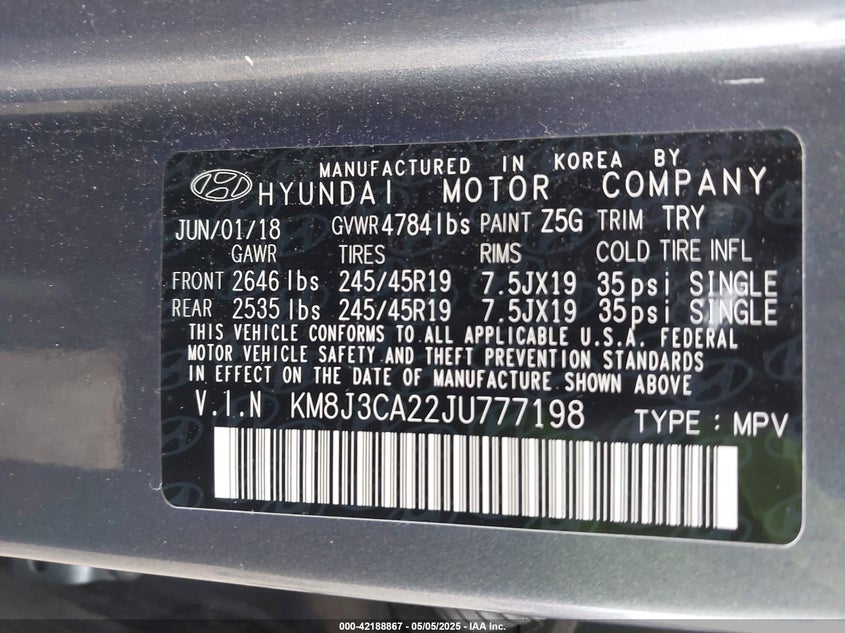 MANUFACTURED IN KOREA BY
HYUNDAI MOTOR COMPANY
JUN/01/18 GVWR 4784 lbs PAINT Z5G TRIM TRY
GAWR TIRES RIMS COLD TIRE INFL
FRONT 2646 lbs 245/45R19 7.5JX19 35psi SINGLE
REAR 2535 lbs 245/45R19 7.5JX19 35psi SINGLE
THIS VEHICLE CONFORMS TO ALL APPLICABLE U.S.A. FEDERAL
MOTOR VEHICLE SAFETY AND THEFT PREVENTION STANDARDS
IN EFFECT ON THE DATE OF MANUFACTURE SHOWN ABOVE.
V.I.N KM8J3CA22JU777198 TYPE : MPV
000-42188867 - 05/05/2025 - IAA Inc.